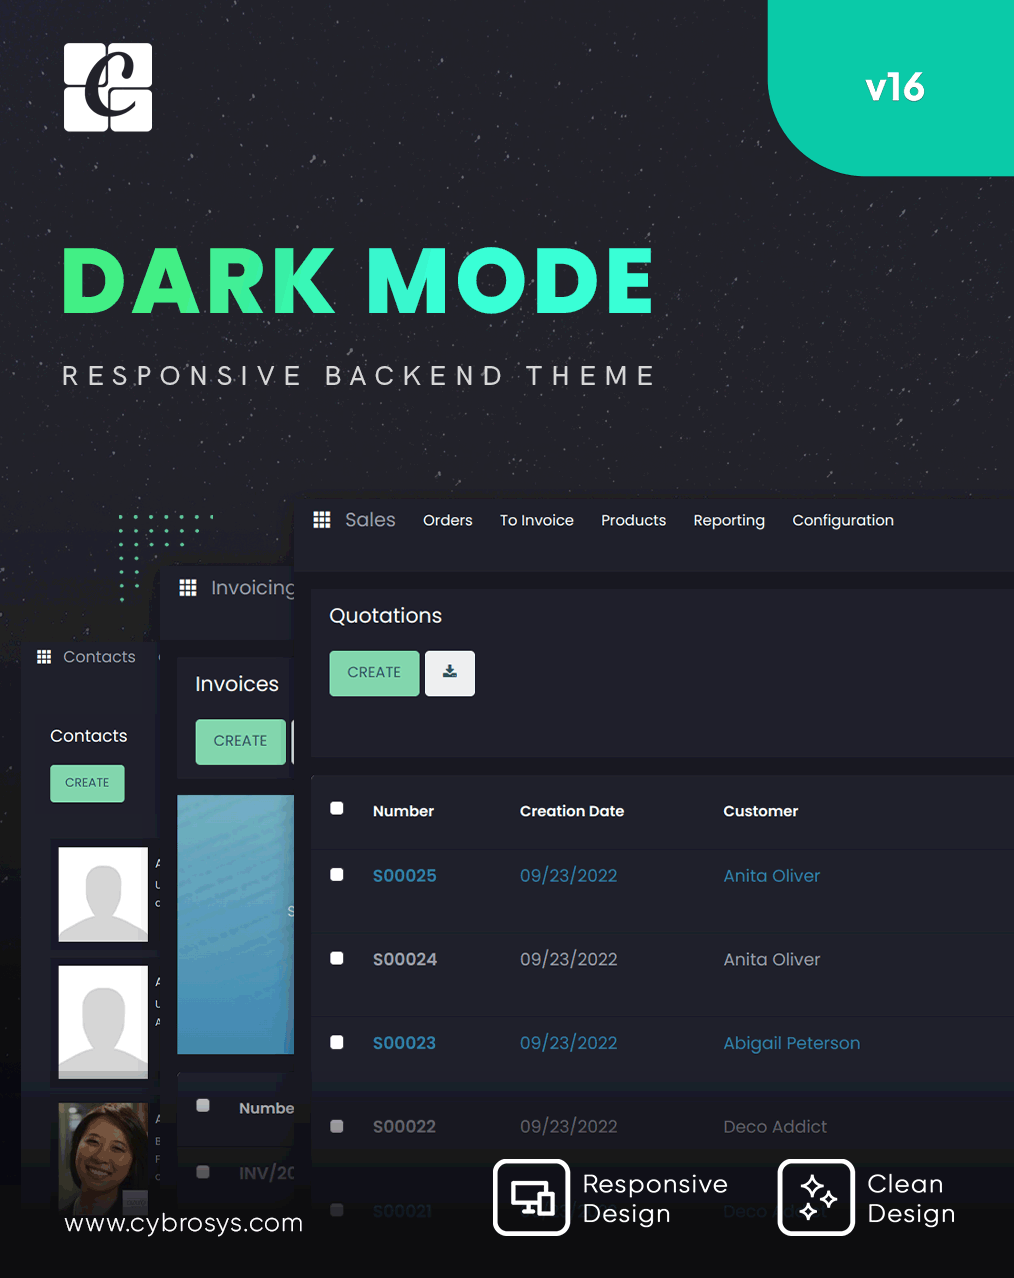 C
v16
DARK MODE
RESPONSIVE BACKEND THEME
Sales Orders To Invoice Products Reporting Configuration
Quotations
CREATE
Number Creation Date Customer
S00025 09/23/2022 Anita Oliver
S00024 09/23/2022 Anita Oliver
S00023 09/23/2022 Abigail Peterson
S00022 09/23/2022 Deco Addict
S00021
Invoicing
Invoices
CREATE
S
Numbe
INV/20
Contacts
Contacts
CREATE
Responsive
Design
Clean
Design
www.cybrosys.com